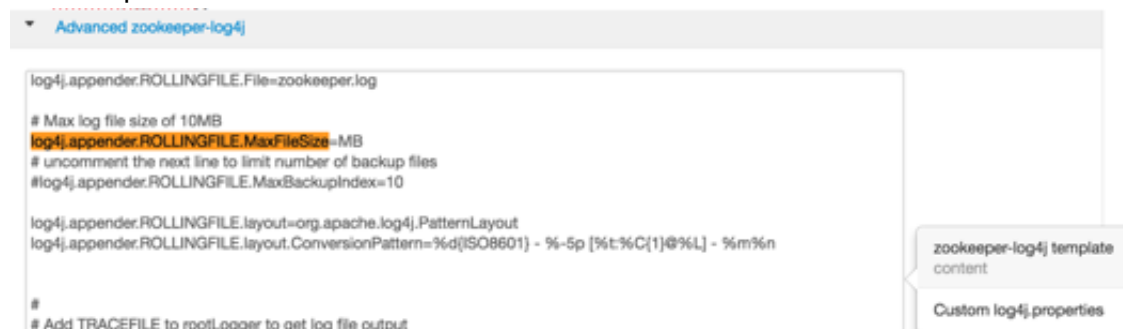 Advanced zookeeper-log4j
log4j.appender.ROLLINGFILE.File=zookeeper.log
# Max log file size of 10MB
log4j.appender.ROLLINGFILE.MaxFileSize=MB
# uncomment the next line to limit number of backup files
#log4j.appender.ROLLINGFILE.MaxBackupIndex=10
log4j.appender.ROLLINGFILE.layout=org.apache.log4j.PatternLayout
log4j.appender.ROLLINGFILE.layout.ConversionPattern=%d{ISO8601} - %-5p [%t:%C{1}@%L] - %m%n
zookeeper-log4j template
content
Custom log4j.properties
#
# Add TRACEFILE to rootLogger to get log file output